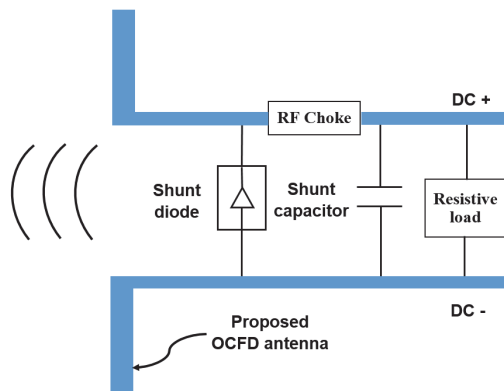 DC +
RF Choke
Shunt
diode
Shunt
capacitor
Resistive
load
DC -
Proposed
OCFD antenna